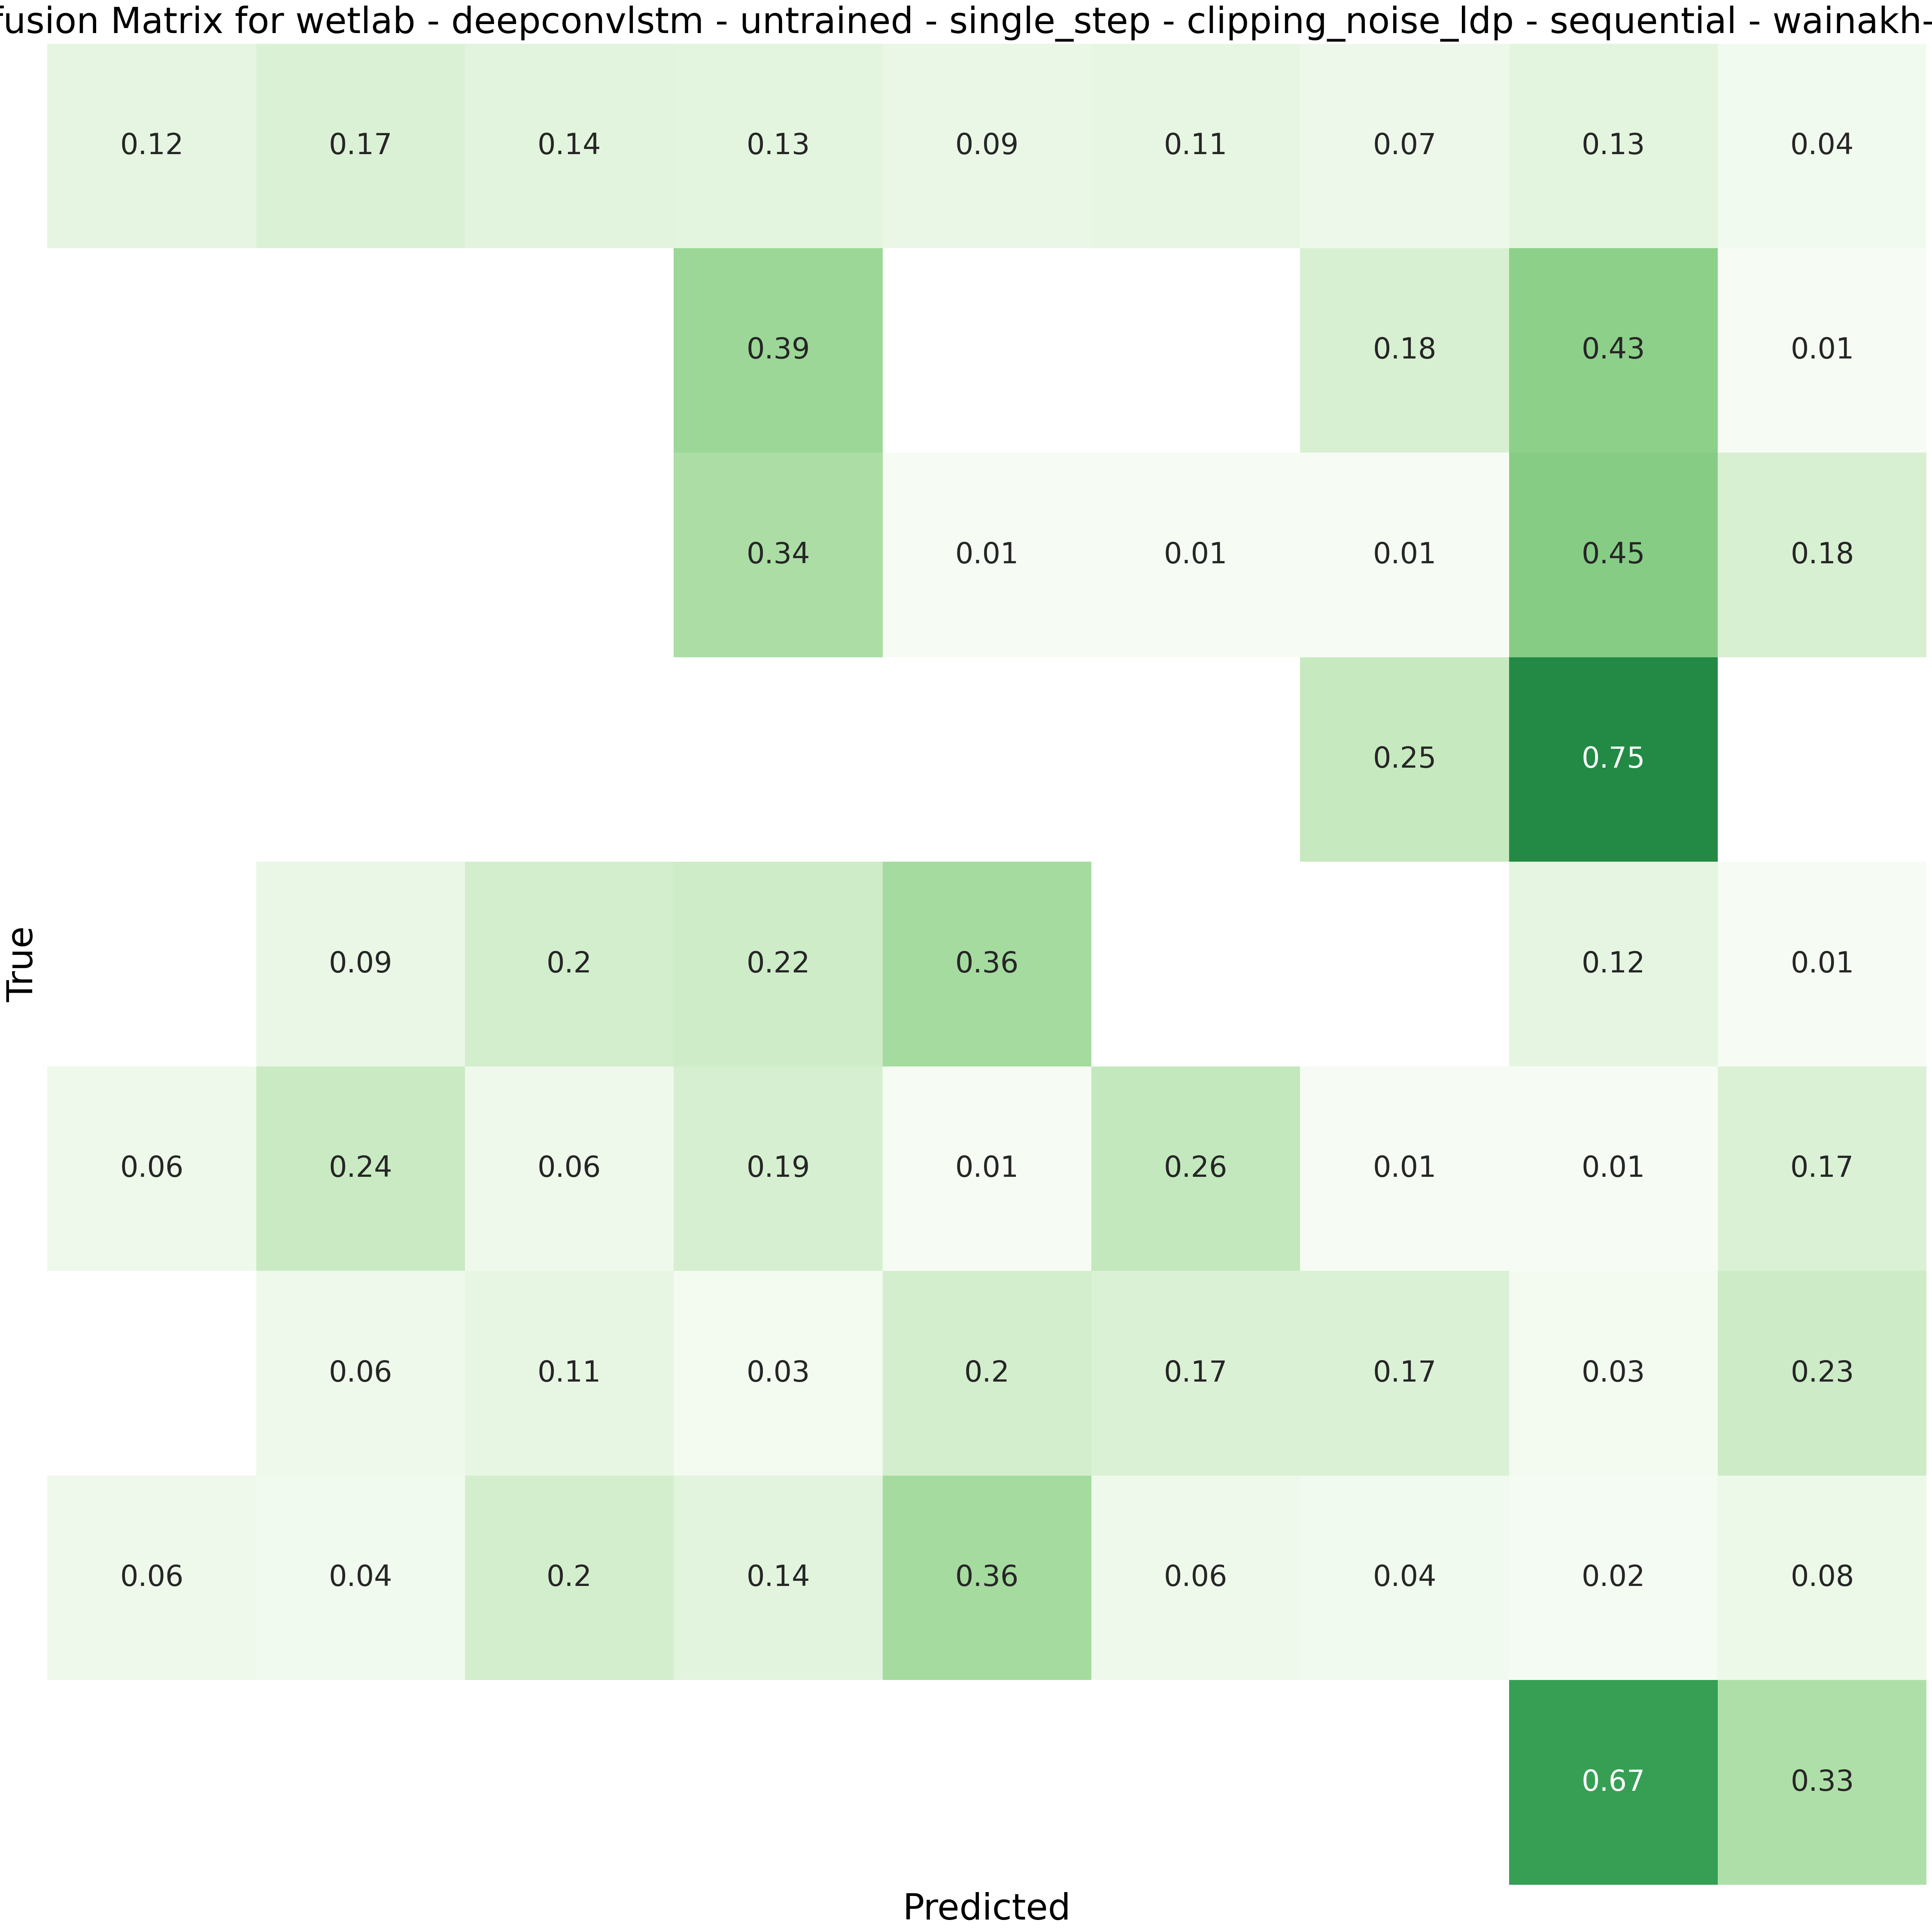 fusion Matrix for wetlab - deepconvlstm - untrained - single_step - clipping_noise_ldp - sequential - wainakh-
0.12 0.17 0.14 0.13 0.09 0.11 0.07 0.13 0.04
0.39 0.18 0.43 0.01
0.34 0.01 0.01 0.01 0.45 0.18
0.25 0.75
True
0.09 0.2 0.22 0.36 0.12 0.01
0.06 0.24 0.06 0.19 0.01 0.26 0.01 0.01 0.17
0.06 0.11 0.03 0.2 0.17 0.17 0.03 0.23
0.06 0.04 0.2 0.14 0.36 0.06 0.04 0.02 0.08
0.67 0.33
Predicted